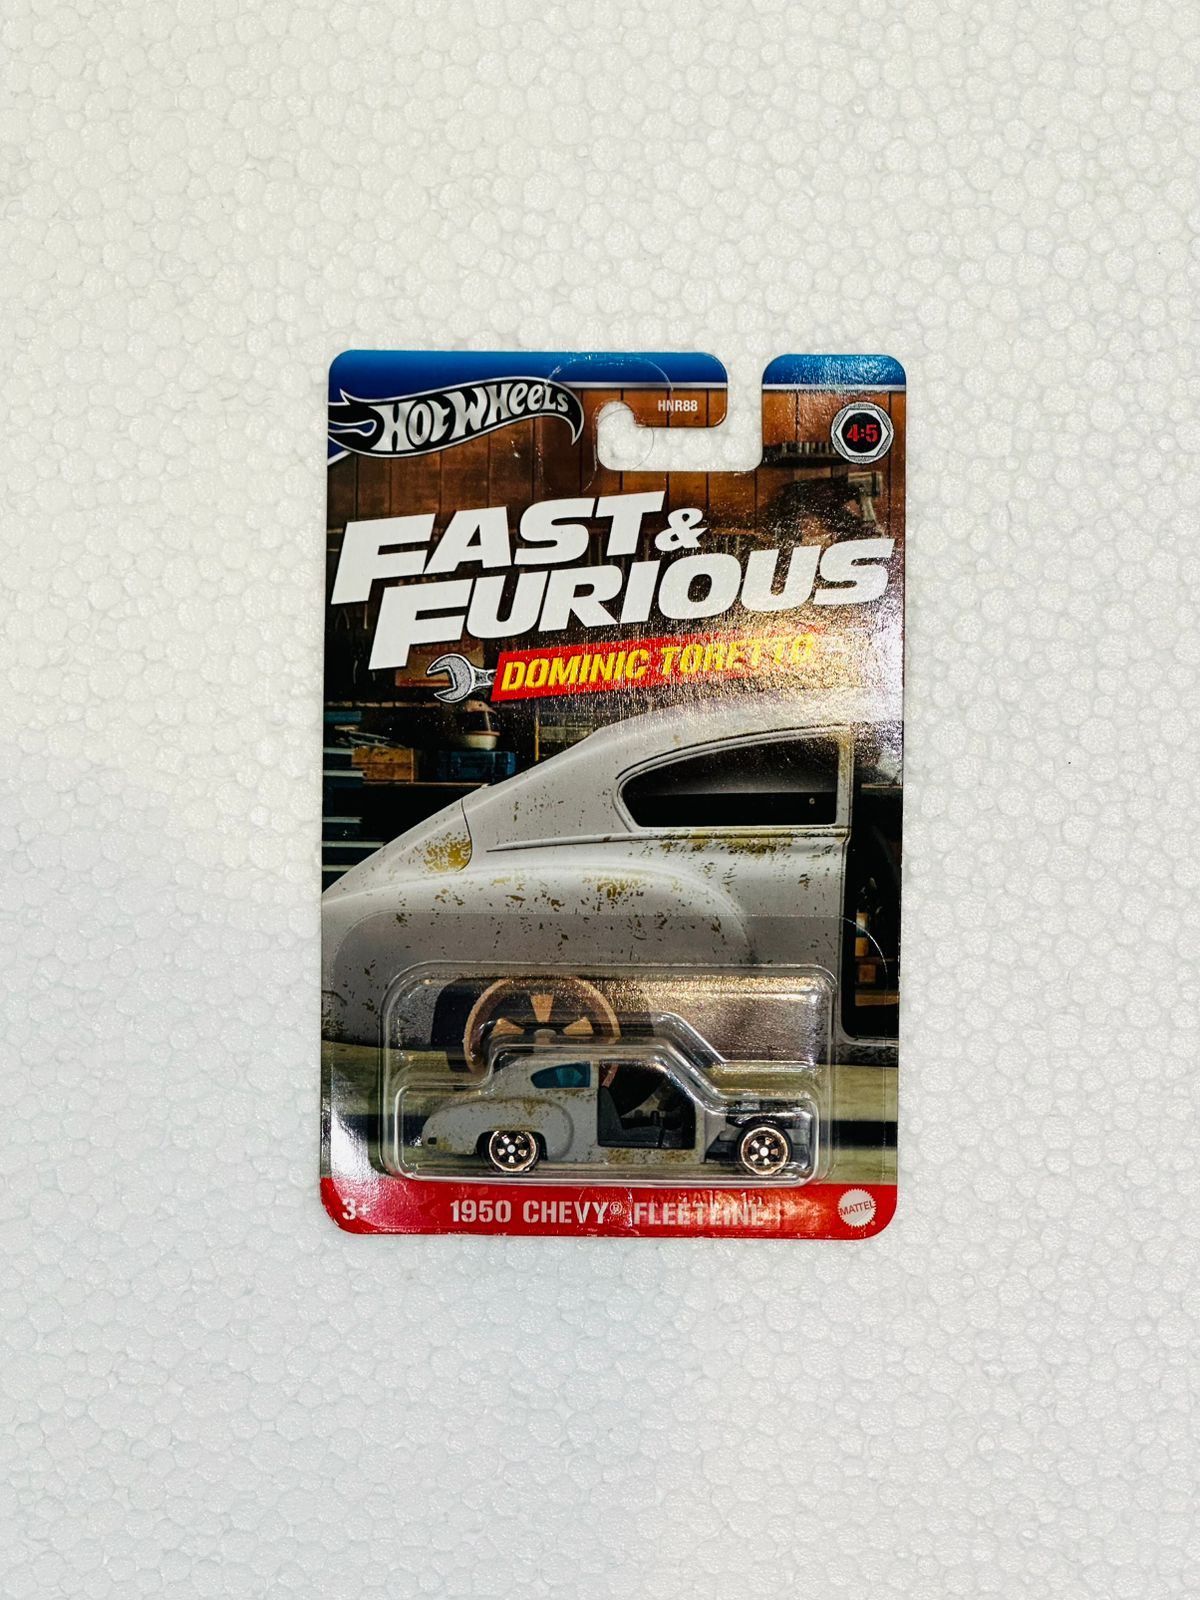 HOT WHEELS
HNR88
4:5
FAST &
FURIOUS
DOMINIC TORETTO
3+
1950 CHEVY® FLEETLINE
MATTEL